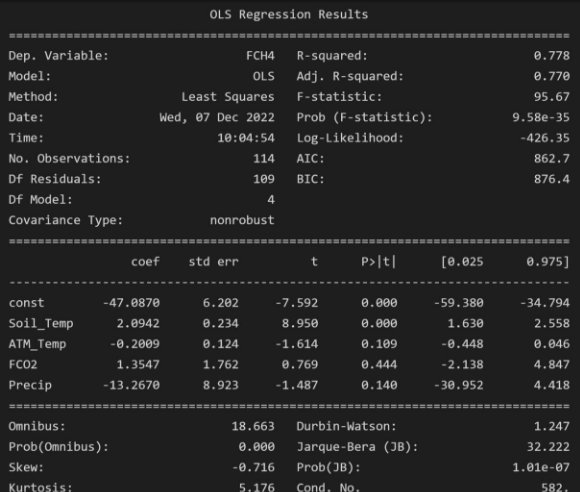 OLS Regression Results
==============================================================================
Dep. Variable: FCH4 R-squared: 0.778
Model: OLS Adj. R-squared: 0.770
Method: Least Squares F-statistic: 95.67
Date: Wed, 07 Dec 2022 Prob (F-statistic): 9.58e-35
Time: 10:04:54 Log-Likelihood: -426.35
No. Observations: 114 AIC: 862.7
Df Residuals: 109 BIC: 876.4
Df Model: 4
Covariance Type: nonrobust
==============================================================================
coef std err t P>|t| [0.025 0.975]
------------------------------------------------------------------------------
const -47.0870 6.202 -7.592 0.000 -59.380 -34.794
Soil_Temp 2.0942 0.234 8.950 0.000 1.630 2.558
ATM_Temp -0.2009 0.124 -1.614 0.109 -0.448 0.046
FCO2 1.3547 1.762 0.769 0.444 -2.138 4.847
Precip -13.2670 8.923 -1.487 0.140 -30.952 4.418
==============================================================================
Omnibus: 18.663 Durbin-Watson: 1.247
Prob(Omnibus): 0.000 Jarque-Bera (JB): 32.222
Skew: -0.716 Prob(JB): 1.01e-07
Kurtosis: 5.176 Cond. No. 582.